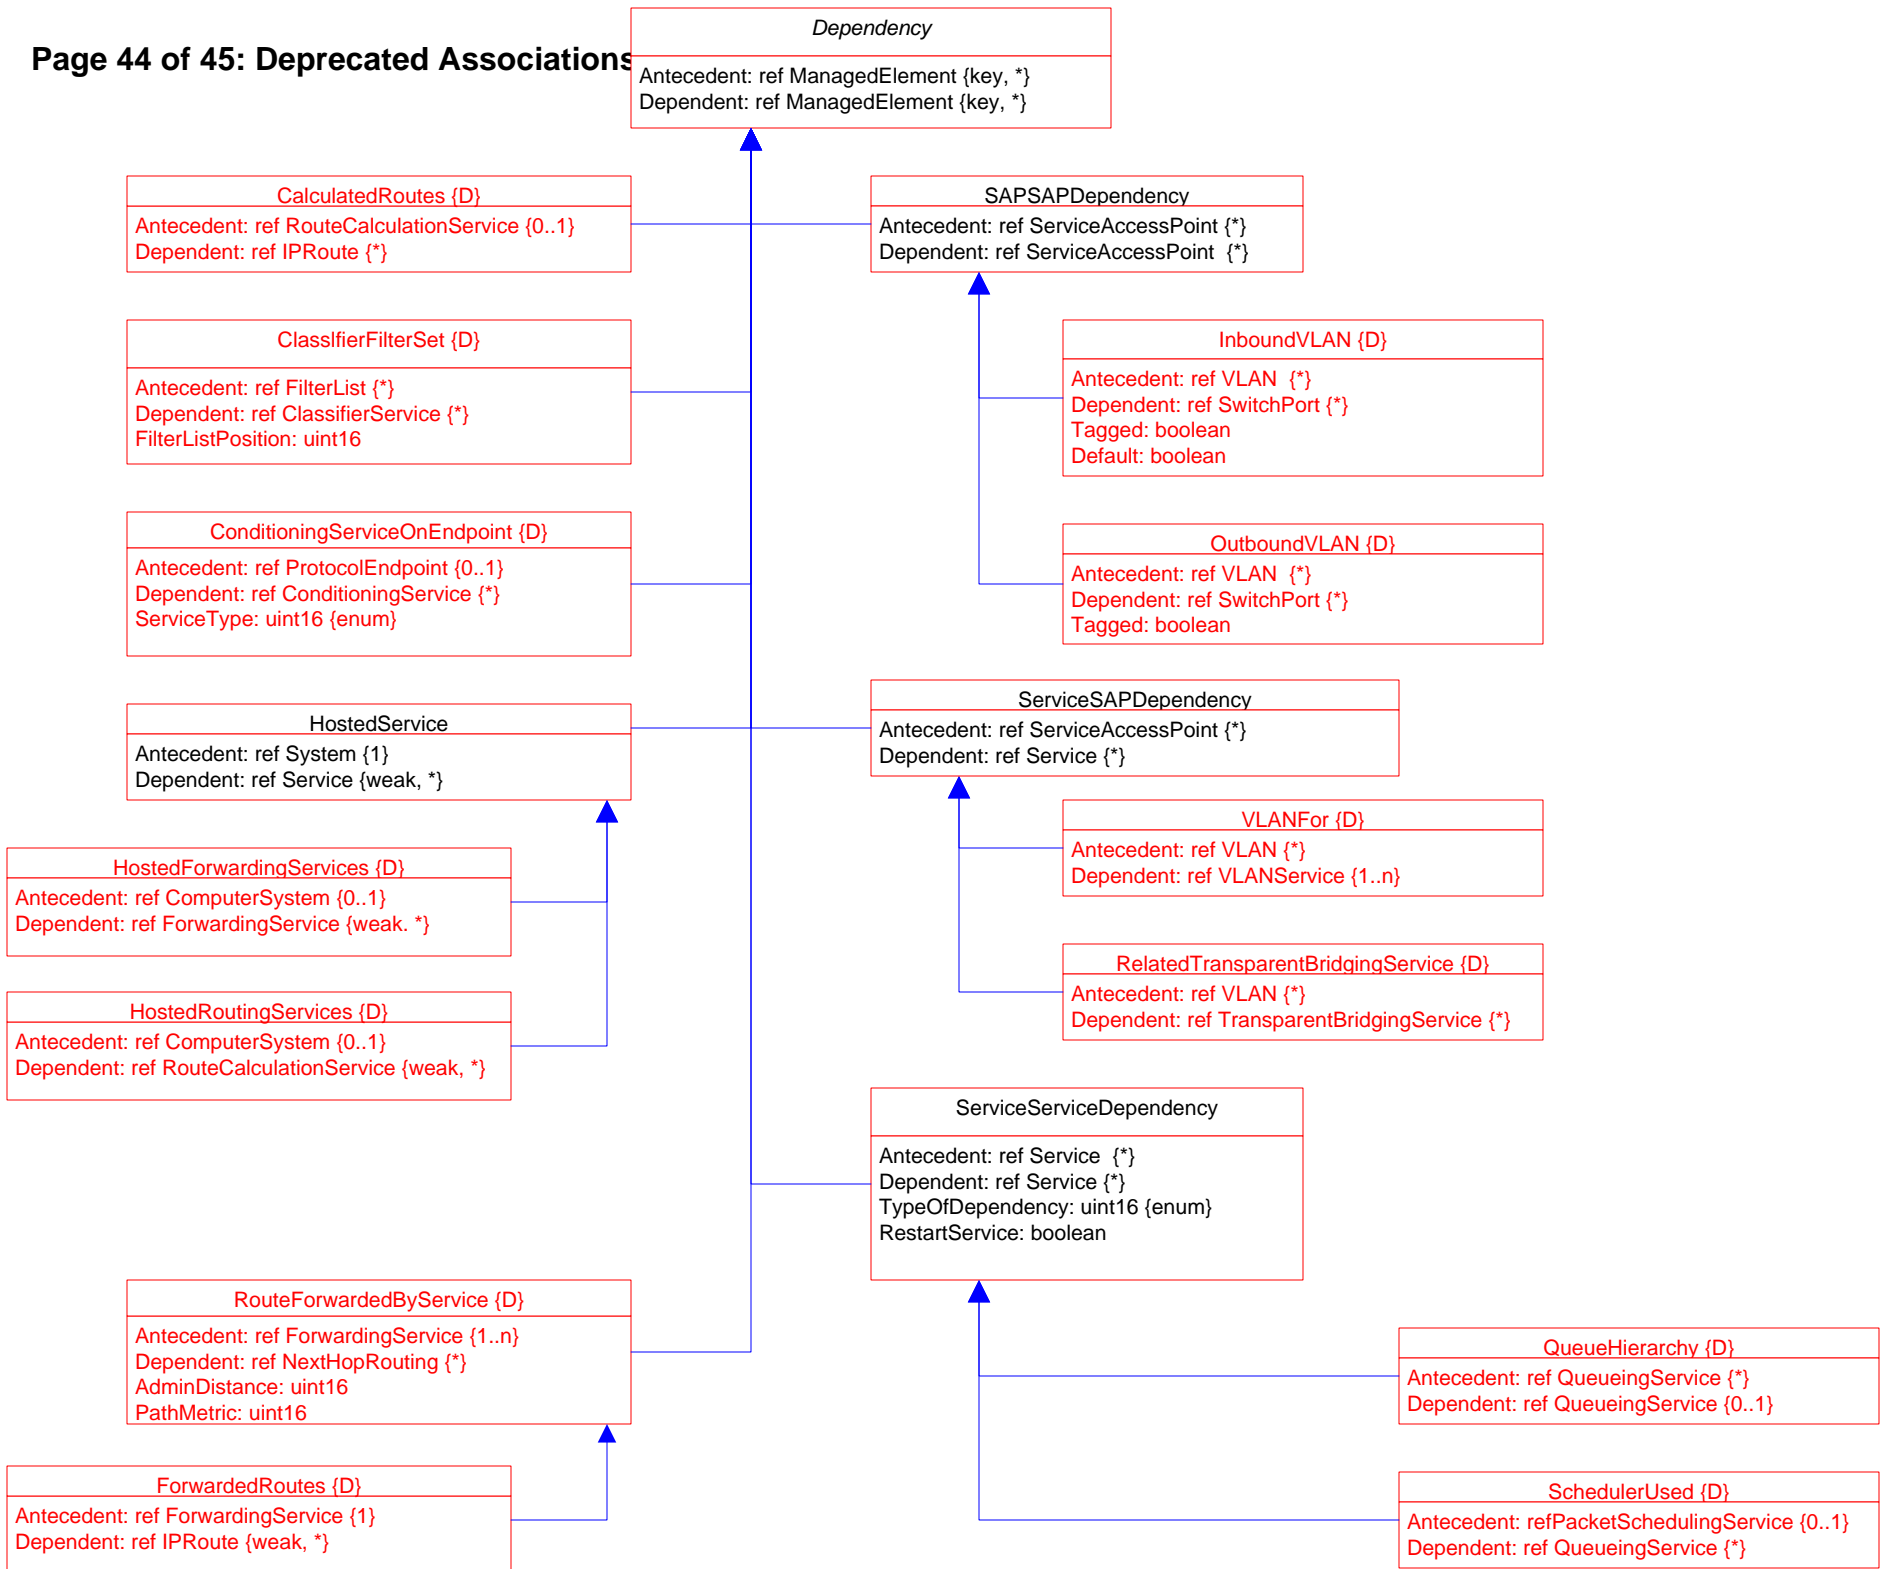 Page 44 of 45: Deprecated Associations
Dependency
Antecedent: ref ManagedElement {key, *}
Dependent: ref ManagedElement {key, *}
CalculatedRoutes {D}
Antecedent: ref RouteCalculationService {0..1}
Dependent: ref IPRoute {*}
SAPSAPDependency
Antecedent: ref ServiceAccessPoint {*}
Dependent: ref ServiceAccessPoint  {*}
ClasslfierFilterSet {D}
Antecedent: ref FilterList {*}
Dependent: ref ClassifierService {*}
FilterListPosition: uint16
InboundVLAN {D}
Antecedent: ref VLAN  {*}
Dependent: ref SwitchPort {*}
Tagged: boolean
Default: boolean
ConditioningServiceOnEndpoint {D}
Antecedent: ref ProtocolEndpoint {0..1}
Dependent: ref ConditioningService {*}
ServiceType: uint16 {enum}
OutboundVLAN {D}
Antecedent: ref VLAN  {*}
Dependent: ref SwitchPort {*}
Tagged: boolean
HostedService
Antecedent: ref System {1}
Dependent: ref Service {weak, *}
ServiceSAPDependency
Antecedent: ref ServiceAccessPoint {*}
Dependent: ref Service {*}
HostedForwardingServices {D}
Antecedent: ref ComputerSystem {0..1}
Dependent: ref ForwardingService {weak. *}
VLANFor {D}
Antecedent: ref VLAN {*}
Dependent: ref VLANService {1..n}
HostedRoutingServices {D}
Antecedent: ref ComputerSystem {0..1}
Dependent: ref RouteCalculationService {weak, *}
RelatedTransparentBridgingService {D}
Antecedent: ref VLAN {*}
Dependent: ref TransparentBridgingService {*}
ServiceServiceDependency
Antecedent: ref Service  {*}
Dependent: ref Service {*}
TypeOfDependency: uint16 {enum}
RestartService: boolean
RouteForwardedByService {D}
Antecedent: ref ForwardingService {1..n}
Dependent: ref NextHopRouting {*}
AdminDistance: uint16
PathMetric: uint16
QueueHierarchy {D}
Antecedent: ref QueueingService {*}
Dependent: ref QueueingService {0..1}
ForwardedRoutes {D}
Antecedent: ref ForwardingService {1}
Dependent: ref IPRoute {weak, *}
SchedulerUsed {D}
Antecedent: refPacketSchedulingService {0..1}
Dependent: ref QueueingService {*}